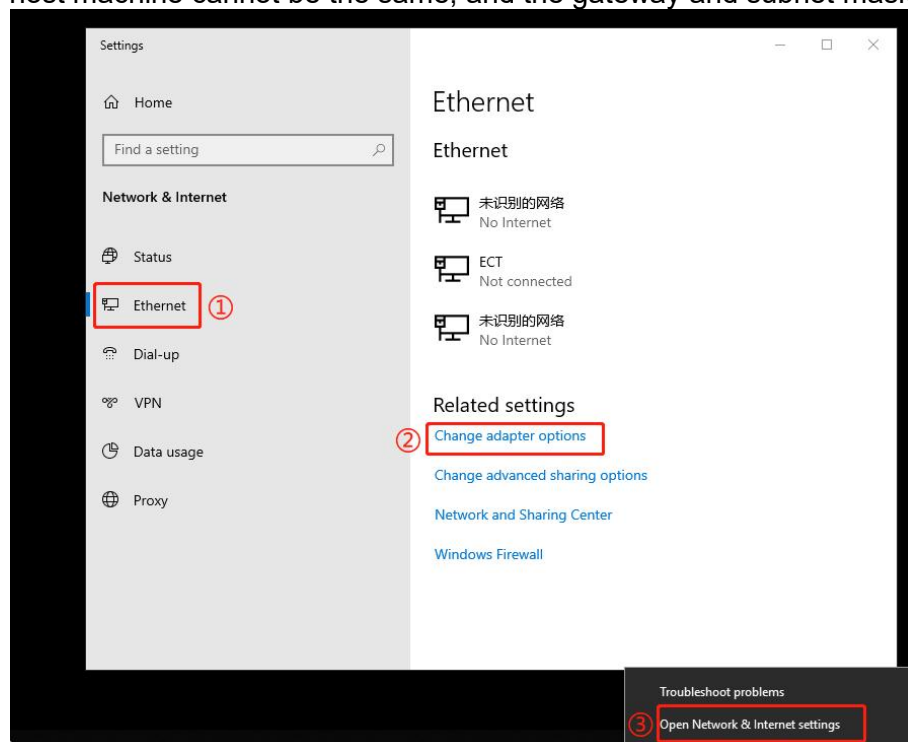 host machine cannot be the same, and the gateway and subnet mask
Settings
Home
Find a setting
Network & Internet
Status
Ethernet ①
Dial-up
VPN
Data usage
Proxy
Ethernet
Ethernet
未识别的网络
No Internet
ECT
Not connected
未识别的网络
No Internet
Related settings
② Change adapter options
Change advanced sharing options
Network and Sharing Center
Windows Firewall
Troubleshoot problems
③ Open Network & Internet settings